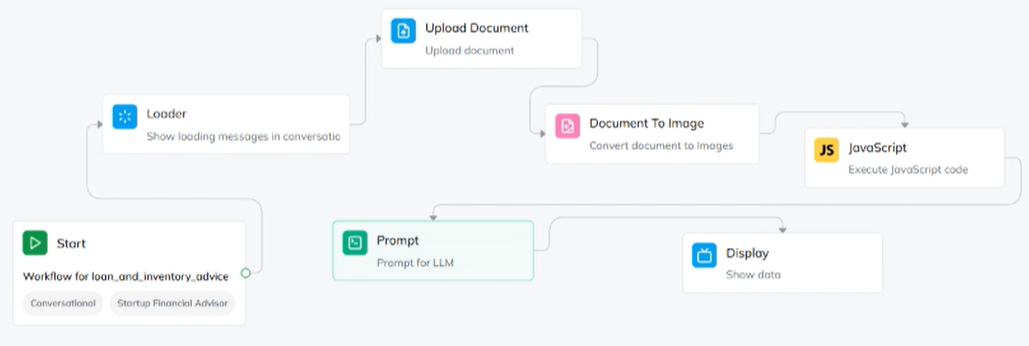 Upload Document
Upload document
Loader
Show loading messages in conversatio
Document To Image
Convert document to Images
JS
JavaScript
Execute JavaScript code
Start
Workflow for loan_and_inventory_advice
Conversational
Startup Financial Advisor
Prompt
Prompt for LLM
Display
Show data